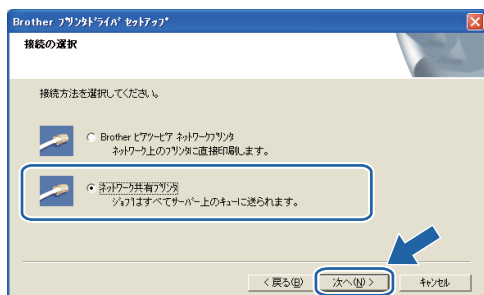 Brother プリンタドライバ セットアップ
接続の選択
接続方法を選択してください。
Brother ピアツーピア ネットワークプリンタ
ネットワーク上のプリンタに直接印刷します。
ネットワーク共有プリンタ
ジョブはすべてサーバー上のキューに送られます。
< 戻る(B)
次へ(N) >
キャンセル